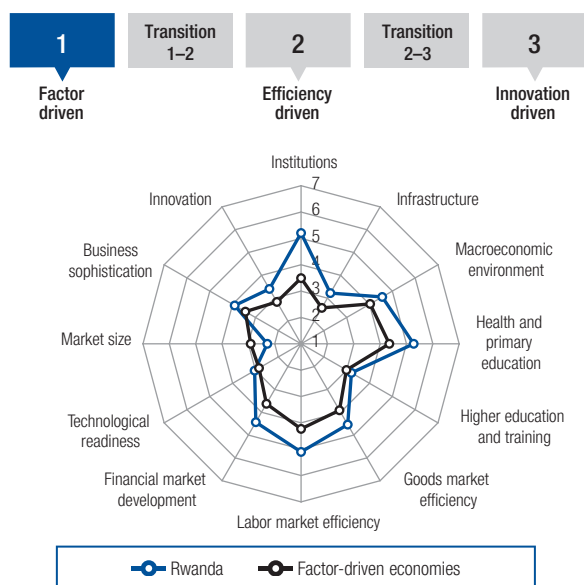 1
Transition
1–2
2
Transition
2–3
3
Factor
driven
Efficiency
driven
Innovation
driven
Institutions
7
6
5
4
3
2
1
Infrastructure
Macroeconomic
environment
Health and
primary
education
Higher education
and training
Goods market
efficiency
Labor market efficiency
Financial market
development
Technological
readiness
Market size
Business
sophistication
Innovation
Rwanda
Factor-driven economies